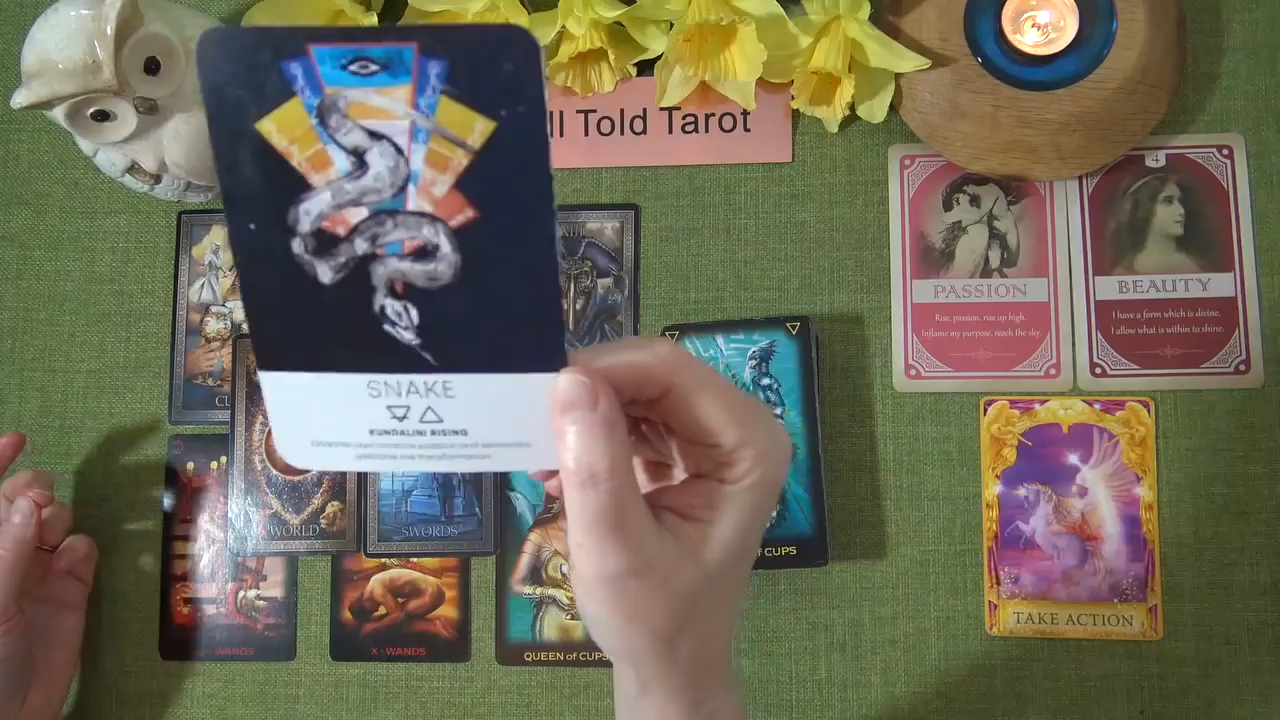 ll Told Tarot
SNAKE
KUNDALINI RISING
PASSION
Rise, passion, rise up high.
Inflame my purpose, reach the sky.
4
BEAUTY
I have a form which is divine.
I allow what is within to shine.
TAKE ACTION
WORLD
SWORDS
WANDS
X • WANDS
QUEEN of CUPS
of CUPS